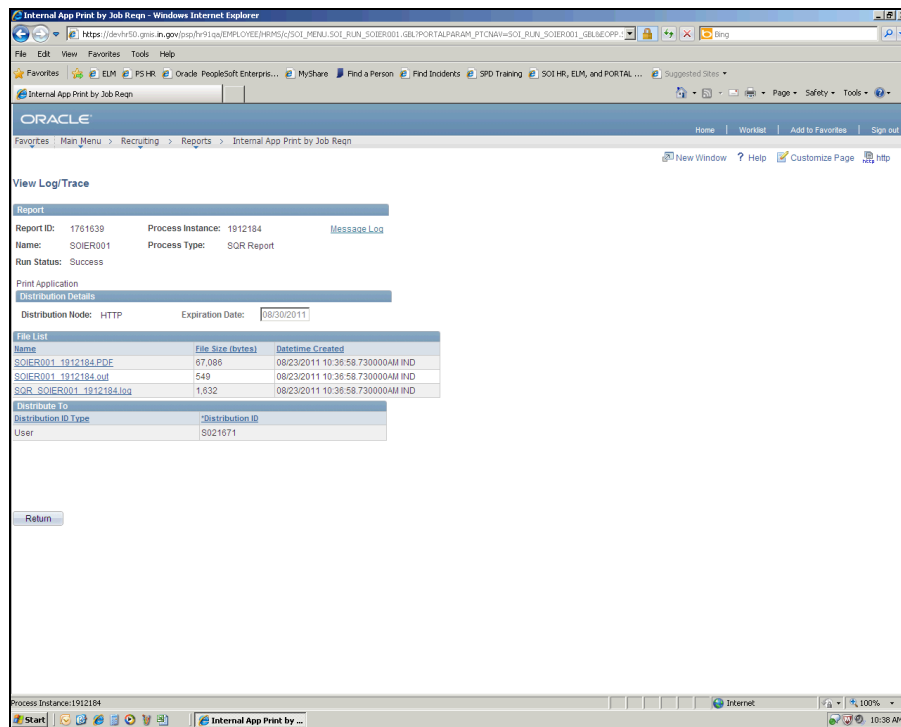 Internal App Print by Job Reqn - Windows Internet Explorer
https://devhr50.gmis.in.gov/psp/hr91qa/EMPLOYEE/HRMS/c/SOI_MENU.SOI_RUN_SOIER001.GBL?PORTALPARAM_PTCNAV=SOI_RUN_SOIER001_GBL&EOPP.S
Bing
File Edit View Favorites Tools Help
Favorites ELM PS HR Oracle PeopleSoft Enterpris... MyShare Find a Person Find Incidents SPD Training SOI HR, ELM, and PORTAL ... Suggested Sites
Internal App Print by Job Reqn Page Safety Tools
ORACLE
Home | Worklist | Add to Favorites | Sign out
Favorites Main Menu > Recruiting > Reports > Internal App Print by Job Reqn
New Window ? Help Customize Page http
View Log/Trace
Report
Report ID: 1761639 Process Instance: 1912184 Message Log
Name: SOIER001 Process Type: SQR Report
Run Status: Success
Print Application
Distribution Details
Distribution Node: HTTP Expiration Date: 08/30/2011
File List
Name File Size (bytes) Datetime Created
SOIER001_1912184.PDF 67,086 08/23/2011 10:36:58.730000AM IND
SOIER001_1912184.out 549 08/23/2011 10:36:58.730000AM IND
SQR_SOIER001_1912184.log 1,632 08/23/2011 10:36:58.730000AM IND
Distribute To
Distribution ID Type *Distribution ID
User S021671
Return
Process Instance:1912184 Internet 100%
Start Internal App Print by ... 10:38 AM